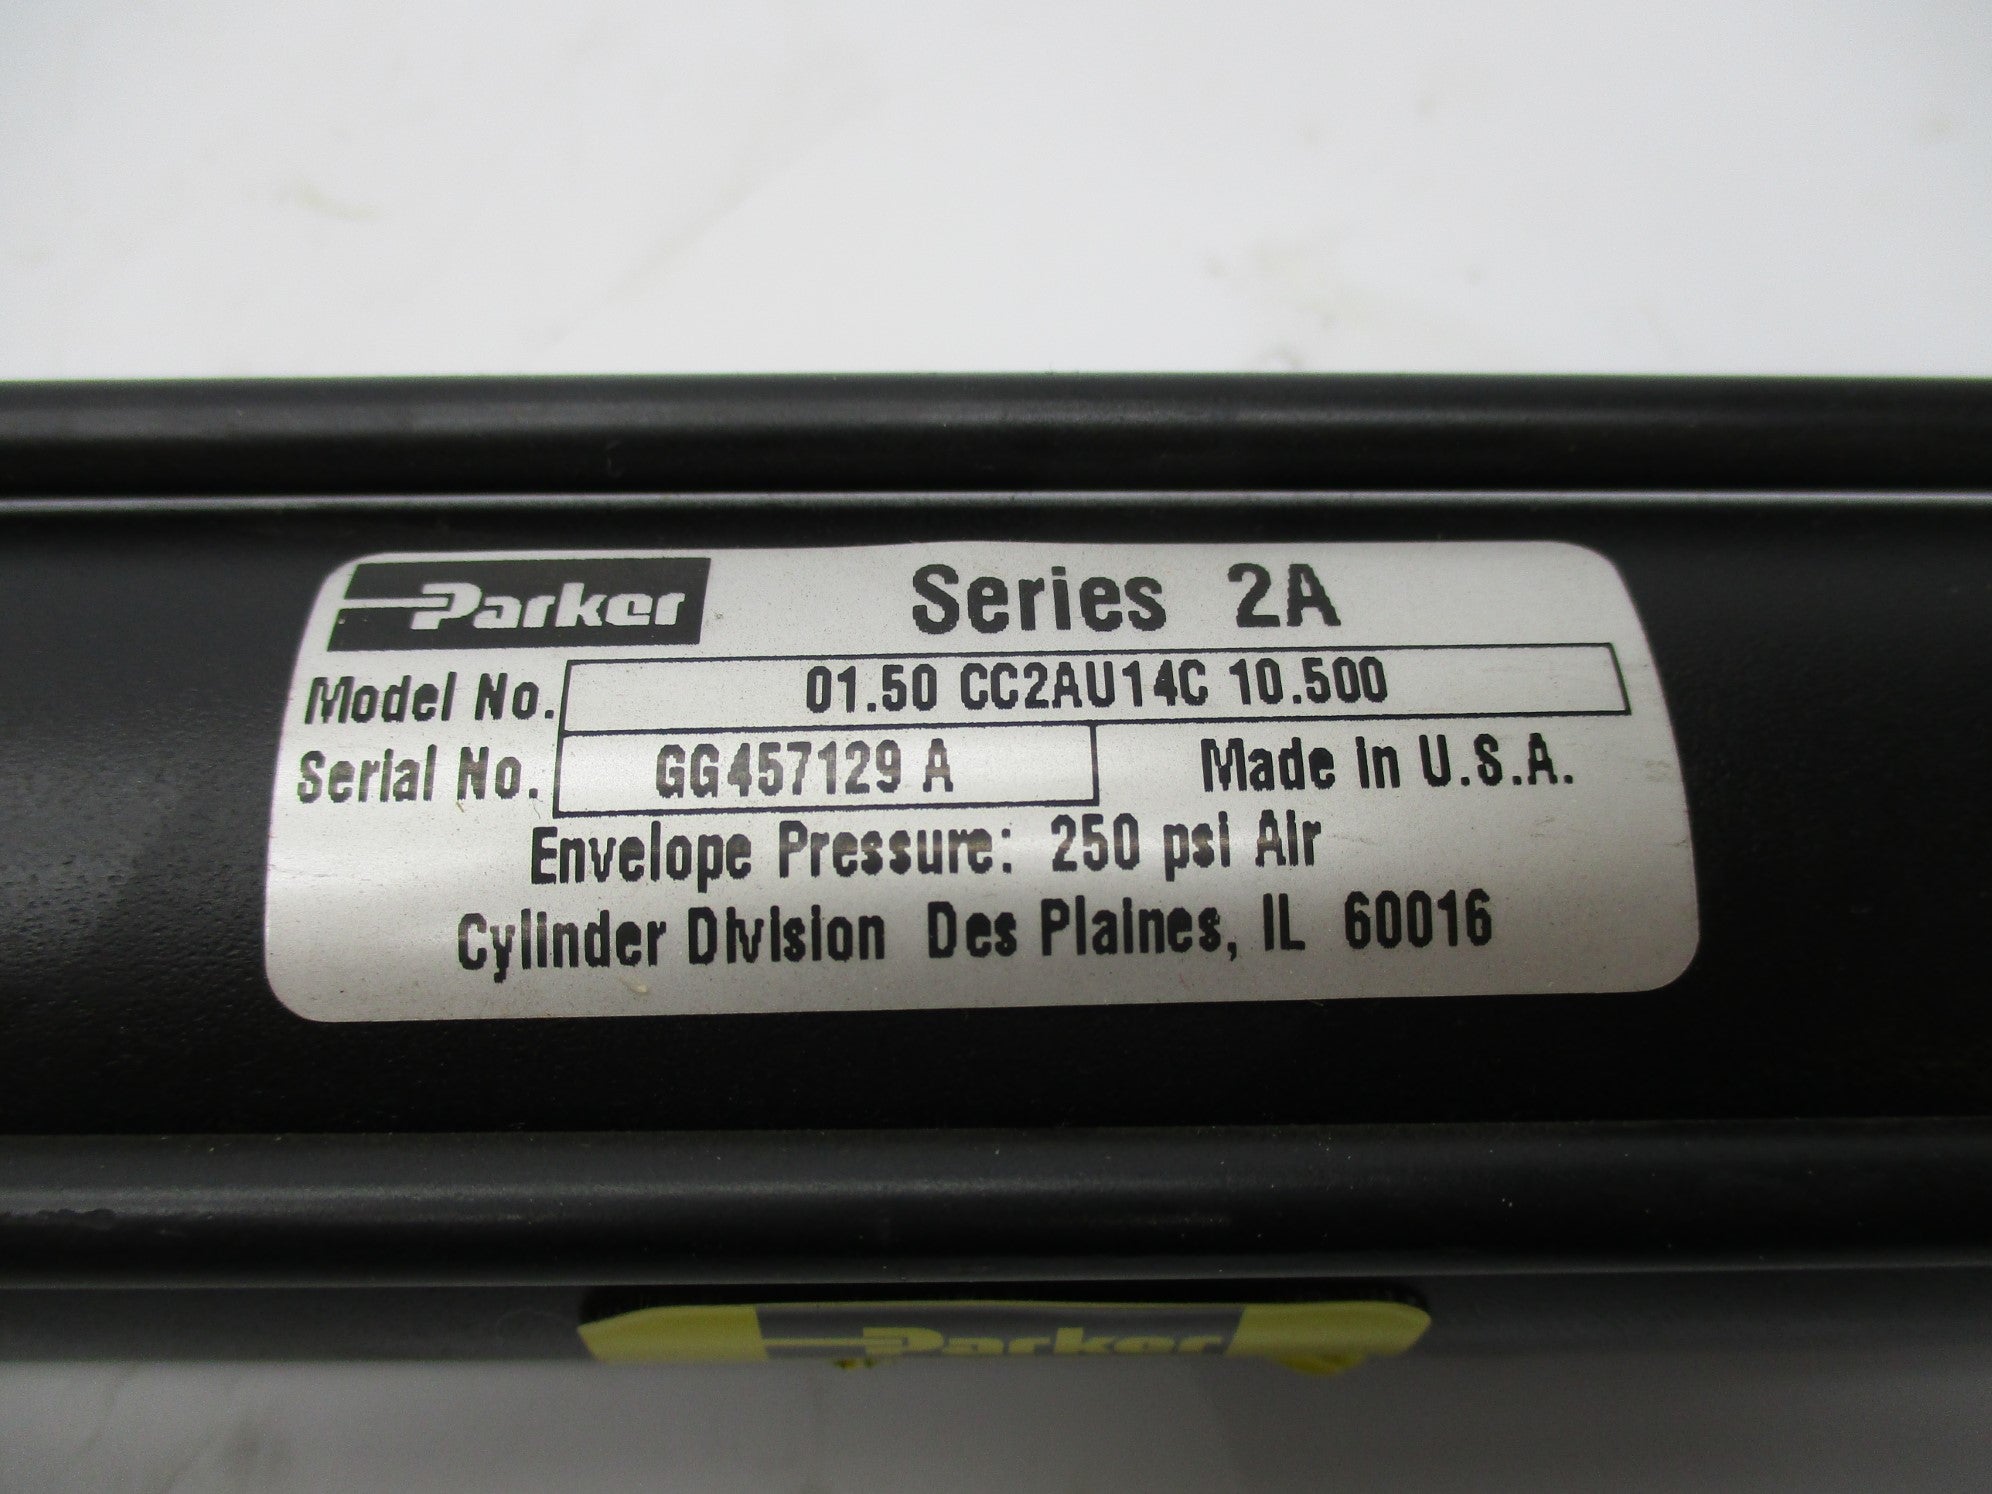 Parker Series 2A
Model No. 01.50 CC2AU14C 10.500
Serial No. GG457129 A Made in U.S.A.
Envelope Pressure: 250 psi Air
Cylinder Division Des Plaines, IL 60016
Parker